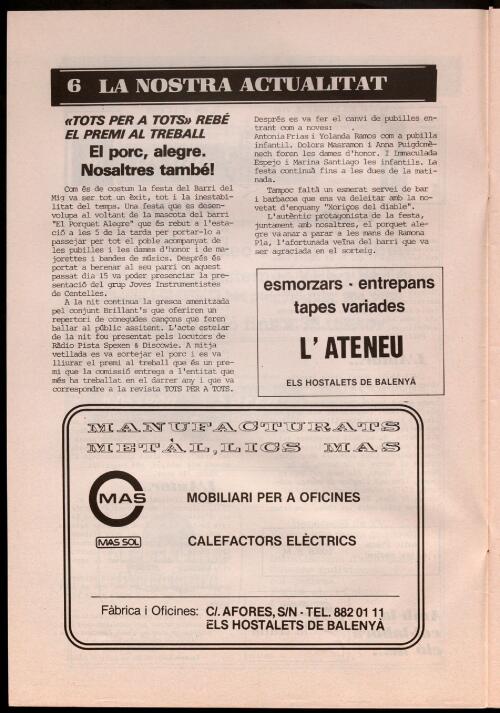 6 LA NOSTRA ACTUALITAT
«TOTS PER A TOTS» REBÉ
EL PREMI AL TREBALL
El porc, alegre.
Nosaltres també!
Com és de costum la festa del Barri del
Mig va ser tot un èxit, tot i la inestabi-
litat del temps. Una festa que es desen-
volupa al voltant de la mascota del barri
"El Porquet Alegre" que és rebut a l'esta-
ció a les 5 de la tarda per portar-lo a
passejar per tot el poble acompanyat de
les pubilles i les dames d'honor i de ma-
jorettes i bandes de músics. Després és
portat a berenar al seu parri on aquest
passat dia 15 va poder presenciar la pre-
sentació del grup Joves Instrumentistes
de Centelles.
A la nit continua la gresca amenitzada
pel conjunt Brillant's que oferiren un
repertori de conegudes cançons que feren
ballar al públic assitent. L'acte estelar
de la nit fou presentat pels locutors de
Ràdio Pista Spexen & Discowie. A mitja
vetllada es va sortejar el porc i es va
lliurar el premi al treball que és un pre-
mi que la comissió entrega a l'entitat que
més ha treballat en el darrer any i que va
correspondre a la revista TOTS PER A TOTS.
Després es va fer el canvi de pubilles en-
trant com a noves:
Antonia Frias i Yolanda Ramos com a pubilla
infantil. Dolors Masramon i Anna Puigdomè-
nech foren les dames d'honor. I Immaculada
Espejo i Marina Santiago les infantils. La
festa continuà fins a les dues de la mati-
nada.
Tampoc faltà un esmerat servei de bar
i barbacoa que ens va deleitar amb la no-
vetat d'enguany "Xoriços del diable".
L'autèntic protagonista de la festa,
juntament amb nosaltres, el porquet ale-
gre va anar a parar a les mans de Ramona
Pla, l'afortunada veïna del barri que va
ser agraciada en el sorteig.
esmorzars · entrepans
tapes variades
L'ATENEU
ELS HOSTALETS DE BALENYÀ
MANUFACTURATS
METÀL.LICS MAS
MAS
MOBILIARI PER A OFICINES
MAS SOL
CALEFACTORS ELÈCTRICS
Fàbrica i Oficines: C/. AFORES, S/N - TEL. 882 01 11
ELS HOSTALETS DE BALENYÀ